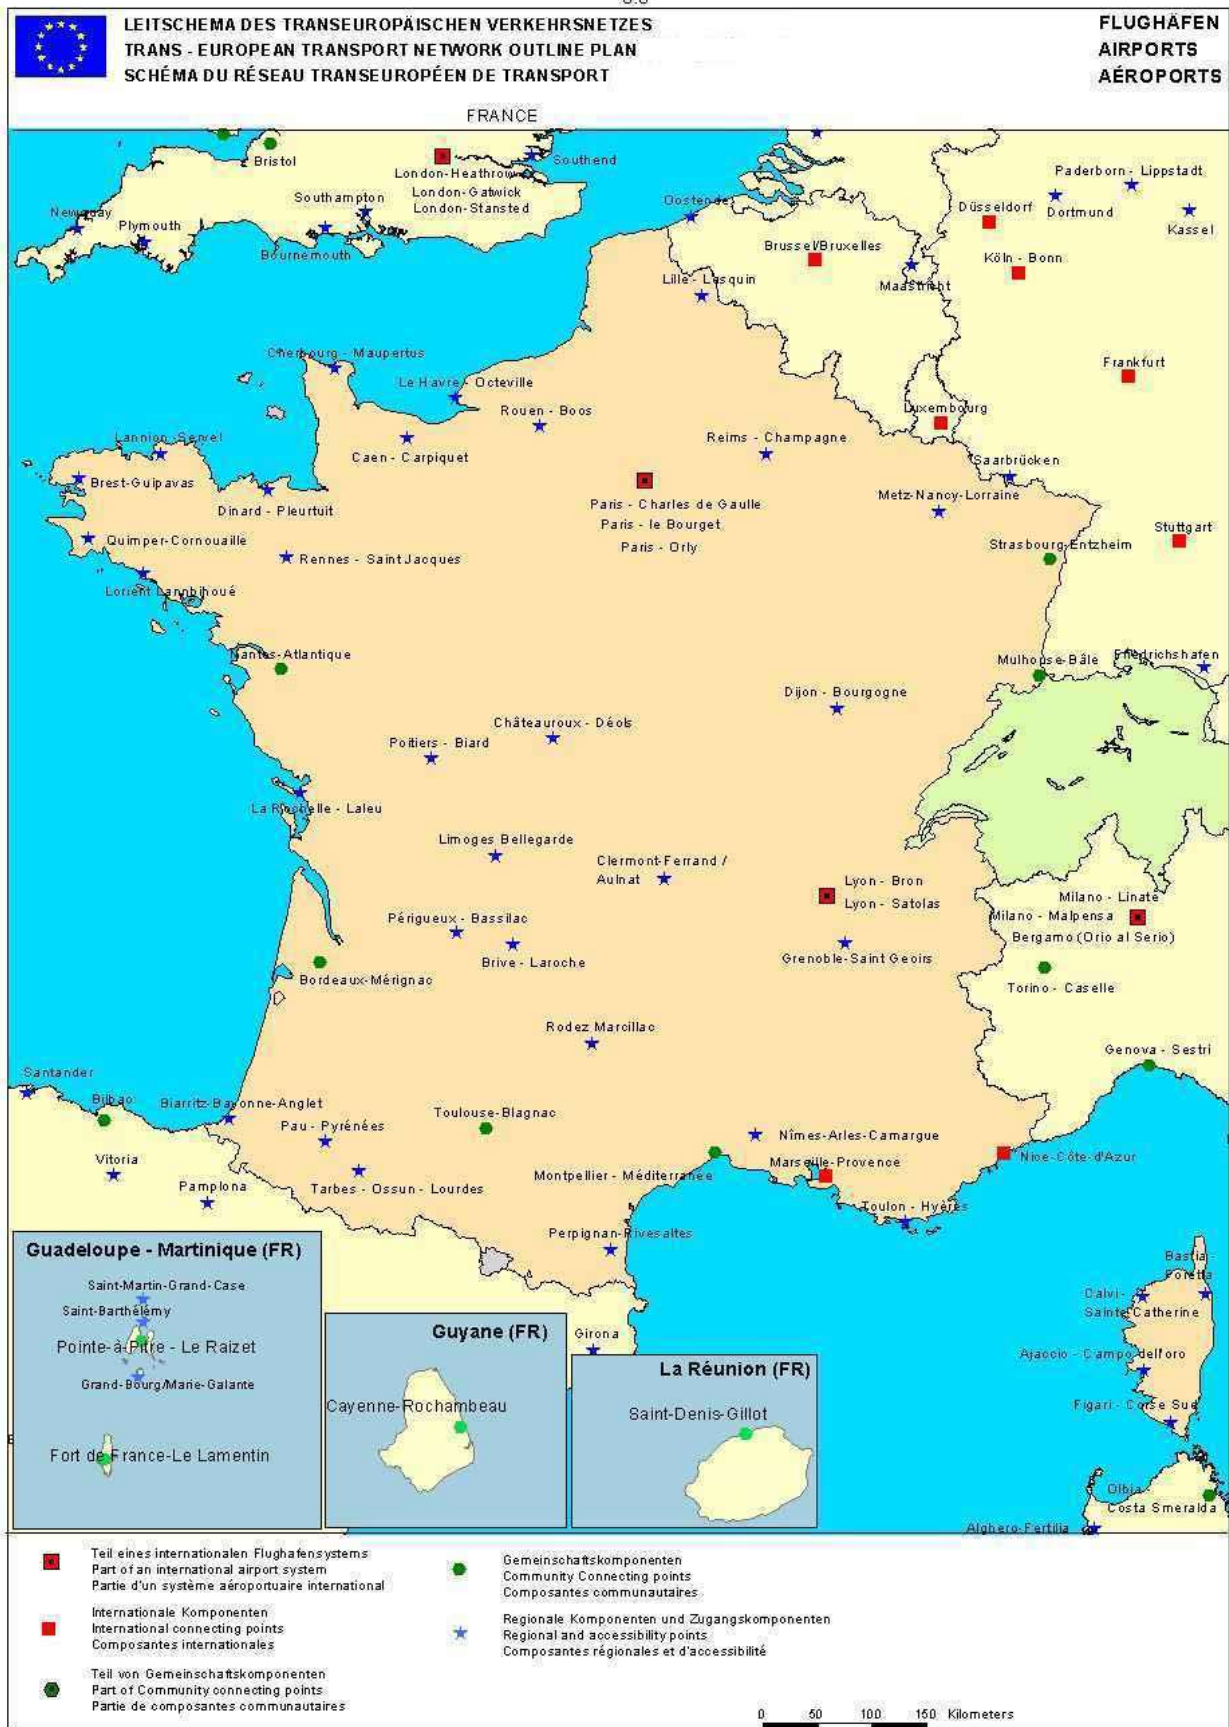 LEITSCHEMA DES TRANSEUROPÄISCHEN VERKEHRSNETZES
TRANS - EUROPEAN TRANSPORT NETWORK OUTLINE PLAN
SCHÉMA DU RÉSEAU TRANSEUROPÉEN DE TRANSPORT
FLUGHÄFEN
AIRPORTS
AÉROPORTS
FRANCE
Bristol
London-Heathrow
London-Gatwick
London-Stansted
Southend
Southampton
Newquay
Plymouth
Bournemouth
Oostende
Paderborn - Lippstadt
Düsseldorf
Dortmund
Kassel
Brussel/Bruxelles
Köln - Bonn
Maastricht
Lille - Lesquin
Cherbourg - Maupertus
Le Havre - Octeville
Rouen - Boos
Frankfurt
Luxembourg
Lannion-Servel
Caen - Carpiquet
Reims - Champagne
Saarbrücken
Brest-Guipavas
Dinard - Pleurtuit
Paris - Charles de Gaulle
Paris - le Bourget
Paris - Orly
Metz-Nancy-Lorraine
Stuttgart
Quimper-Cornouaille
Rennes - Saint Jacques
Strasbourg-Entzheim
Lorient Lannbihoué
Nantes-Atlantique
Mulhouse-Bâle
Friedrichshafen
Dijon - Bourgogne
Châteauroux - Déols
Poitiers - Biard
La Rochelle - Laleu
Limoges Bellegarde
Clermont-Ferrand /
Aulnat
Lyon - Bron
Lyon - Satolas
Milano - Linate
Milano - Malpensa
Bergamo (Orio al Serio)
Périgueux - Bassilac
Brive - Laroche
Grenoble-Saint Geoirs
Bordeaux-Mérignac
Torino - Caselle
Rodez Marcillac
Genova - Sestri
Santander
Bilbao
Biarritz-Bayonne-Anglet
Toulouse-Blagnac
Pau - Pyrénées
Nîmes-Arles-Camargue
Vitoria
Marseille-Provence
Nice-Côte-d'Azur
Pamplona
Tarbes - Ossun - Lourdes
Montpellier - Méditerranée
Toulon - Hyères
Perpignan-Rivesaltes
Girona
Bastia -
Poretta
Calvi -
Sainte Catherine
Ajaccio - Campo dell'oro
Figari - Corse Sud
Olbia -
Costa Smeralda
Alghero-Fertilia
Guadeloupe - Martinique (FR)
Saint-Martin-Grand-Case
Saint-Barthélémy
Pointe-à-Pitre - Le Raizet
Grand-Bourg/Marie-Galante
Fort de France-Le Lamentin
Guyane (FR)
Cayenne-Rochambeau
La Réunion (FR)
Saint-Denis-Gillot
Teil eines internationalen Flughafensystems
Part of an international airport system
Partie d'un système aéroportuaire international
Internationale Komponenten
International connecting points
Composantes internationales
Teil von Gemeinschaftskomponenten
Part of Community connecting points
Partie de composantes communautaires
Gemeinschaftskomponenten
Community Connecting points
Composantes communautaires
Regionale Komponenten und Zugangskomponenten
Regional and accessibility points
Composantes régionales et d'accessibilité
0 50 100 150 Kilometers